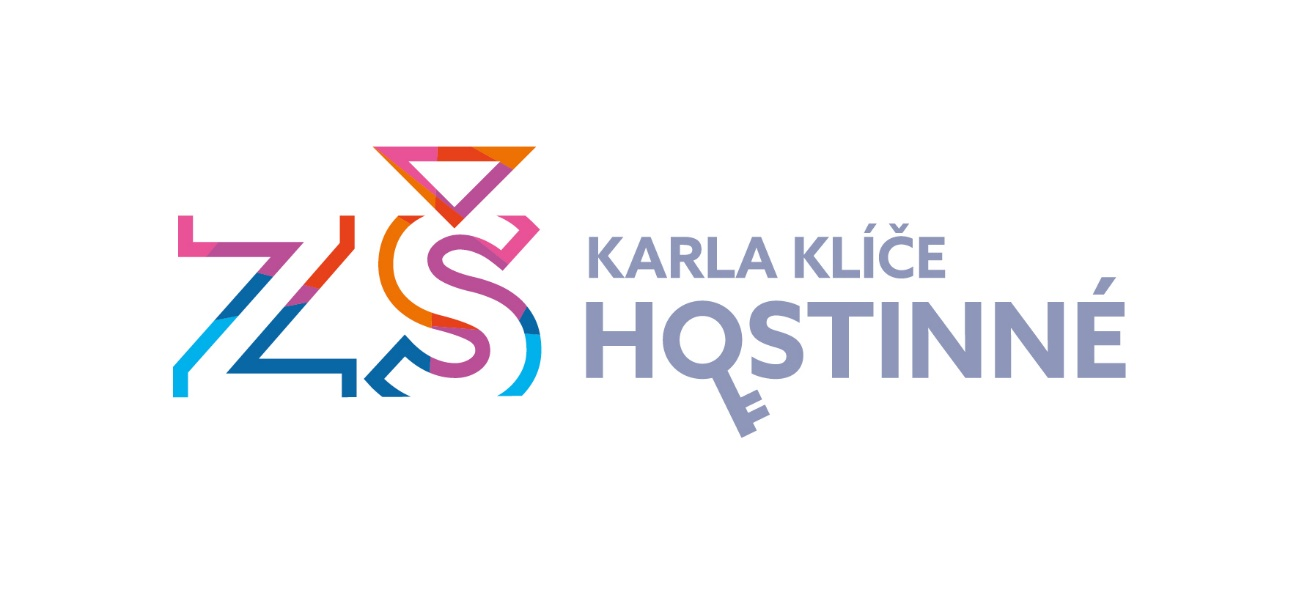 ZŠ
KARLA KLÍČE
HOSTINNÉ